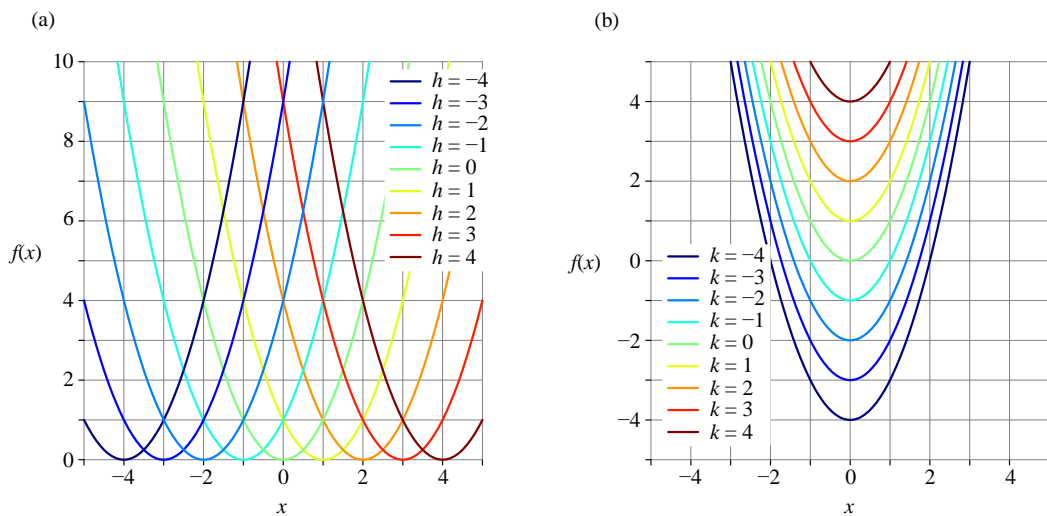 (a)
10
8
6
f(x)
4
2
0
−4
−2
0
2
4
x
h = −4
h = −3
h = −2
h = −1
h = 0
h = 1
h = 2
h = 3
h = 4
(b)
4
2
f(x)
0
−2
−4
−4
−2
0
2
4
x
k = −4
k = −3
k = −2
k = −1
k = 0
k = 1
k = 2
k = 3
k = 4